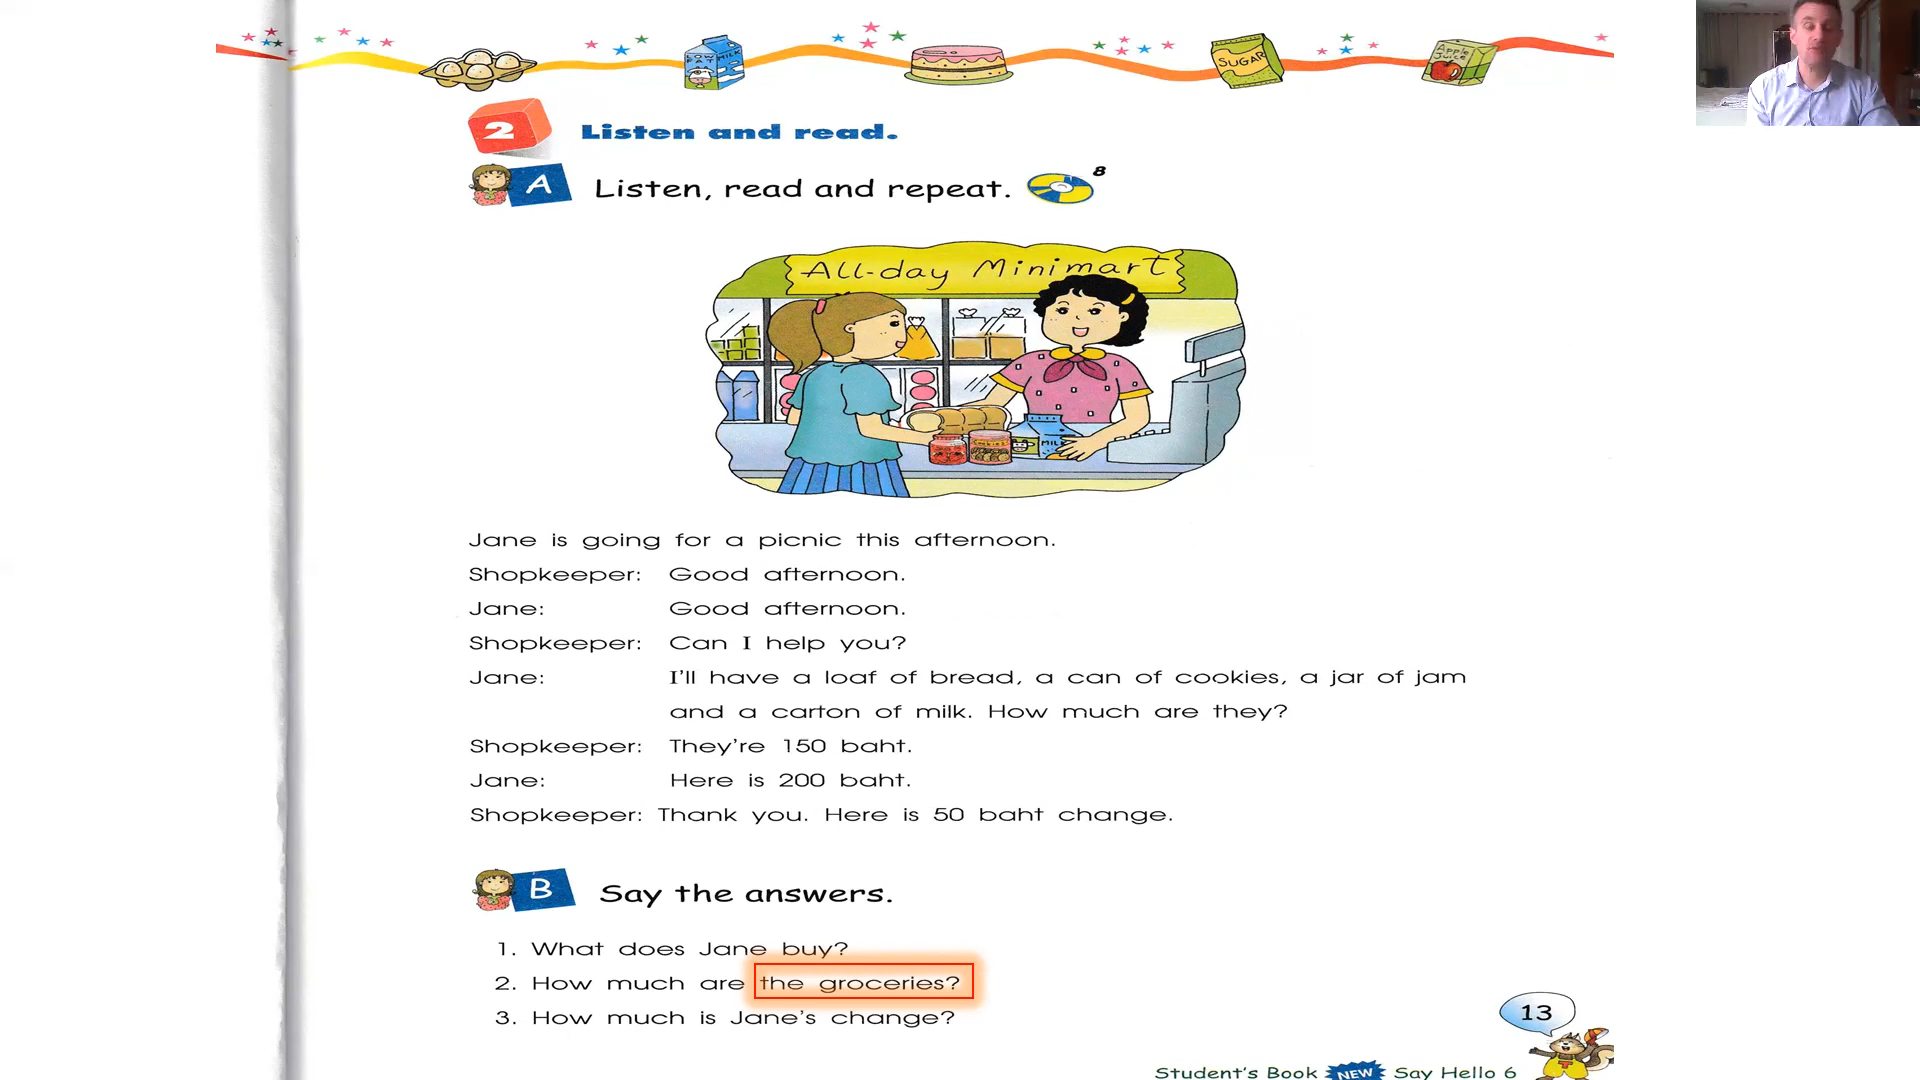 LOW FAT MILK
SUGAR
Apple Juice
2 Listen and read.
A Listen, read and repeat. 8
All-day Minimart
Cookies
MILK
Jane is going for a picnic this afternoon.
Shopkeeper: Good afternoon.
Jane: Good afternoon.
Shopkeeper: Can I help you?
Jane: I'll have a loaf of bread, a can of cookies, a jar of jam
and a carton of milk. How much are they?
Shopkeeper: They're 150 baht.
Jane: Here is 200 baht.
Shopkeeper: Thank you. Here is 50 baht change.
B Say the answers.
1. What does Jane buy?
2. How much are the groceries?
3. How much is Jane's change?
13
T
Student's Book NEW Say Hello 6